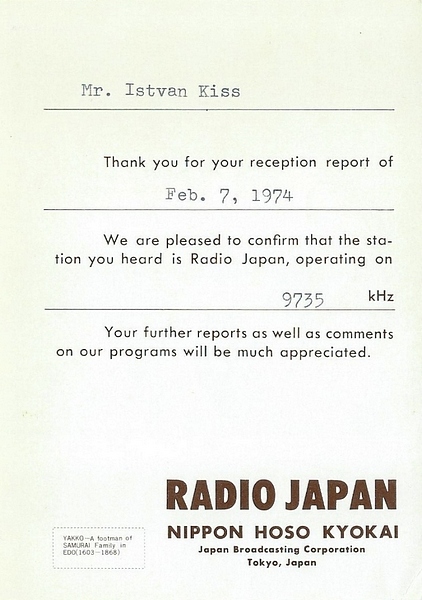 Mr. Istvan Kiss
Thank you for your reception report of
Feb. 7, 1974
We are pleased to confirm that the sta-
tion you heard is Radio Japan, operating on
9735 kHz
Your further reports as well as comments
on our programs will be much appreciated.
RADIO JAPAN
NIPPON HOSO KYOKAI
Japan Broadcasting Corporation
Tokyo, Japan
YAKKO—A footman of
SAMURAI Family in
EDO(1603—1868)